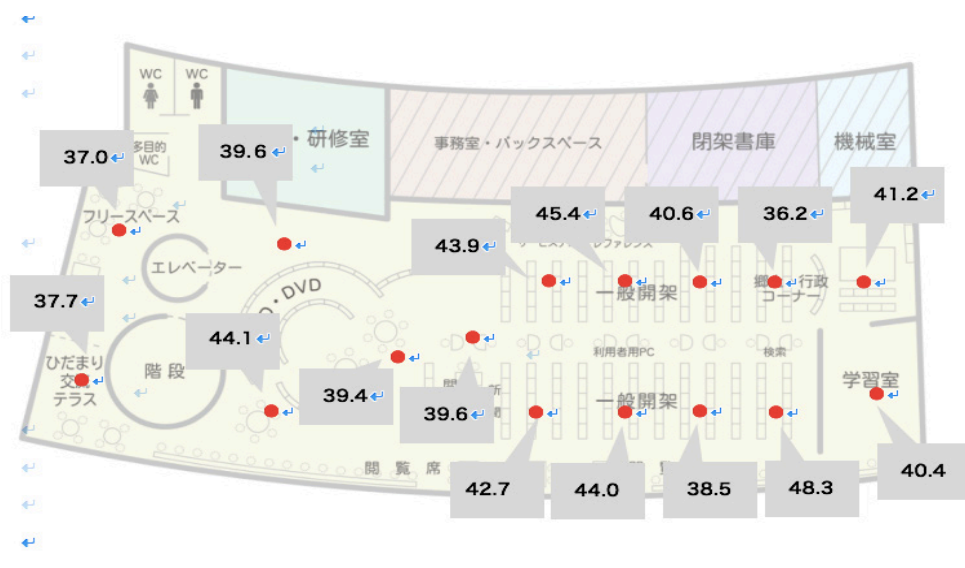 WC
WC
・研修室
事務室・バックスペース
閉架書庫
機械室
多目的
WC
37.0
39.6
フリースペース
45.4
40.6
36.2
41.2
43.9
エレベーター
・DVD
一般開架
行政
コーナー
37.7
44.1
利用者用PC
検索
ひだまり
交流
テラス
階段
39.4
39.6
一般開架
学習室
閲覧席
42.7
44.0
38.5
48.3
40.4